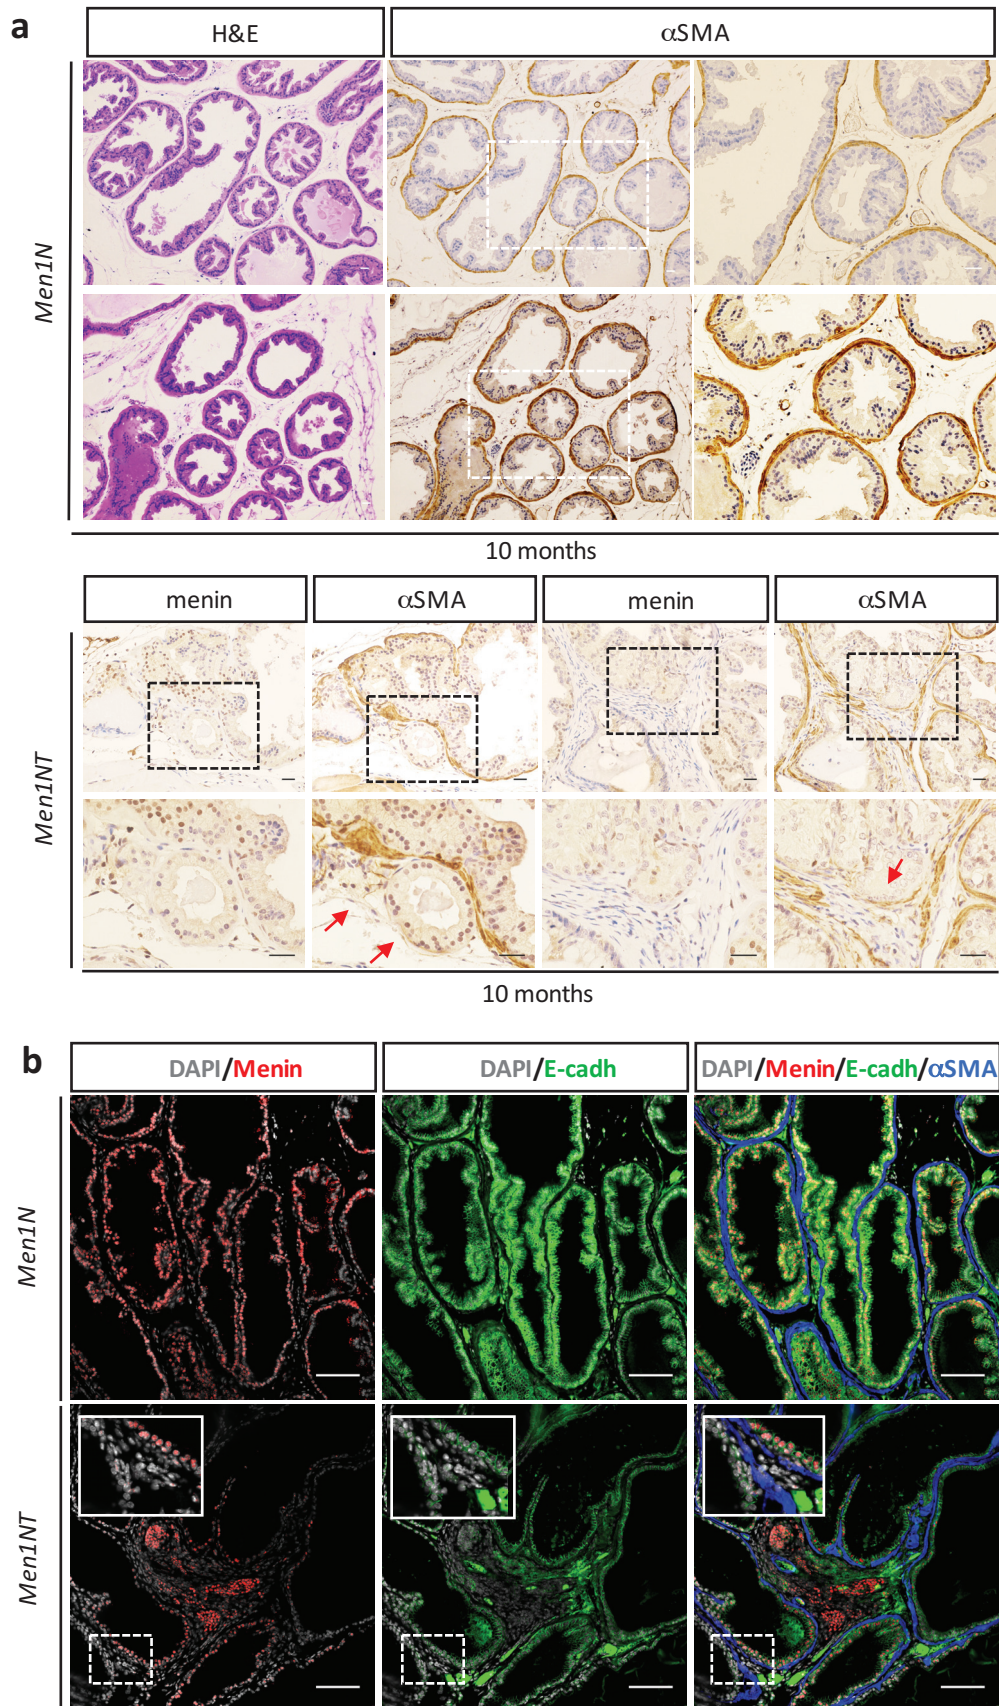 a
H&E
αSMA
Men1N
10 months
menin
αSMA
menin
αSMA
Men1NT
10 months
b
DAPI/Menin
DAPI/E-cadh
DAPI/Menin/E-cadh/αSMA
Men1N
Men1NT